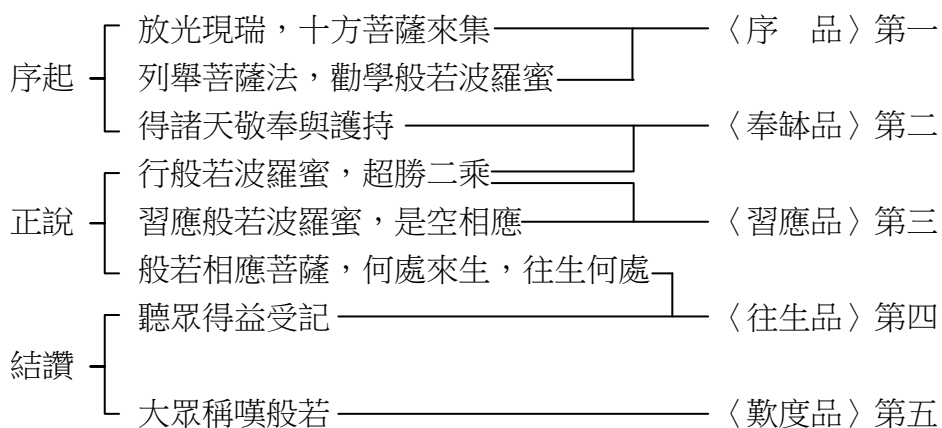 放光現瑞，十方菩薩來集 〈序　品〉第一
序起 列舉菩薩法，勸學般若波羅蜜
得諸天敬奉與護持 〈奉缽品〉第二
行般若波羅蜜，超勝二乘
正說 習應般若波羅蜜，是空相應 〈習應品〉第三
般若相應菩薩，何處來生，往生何處
聽眾得益受記 〈往生品〉第四
結讚
大眾稱嘆般若 〈歎度品〉第五